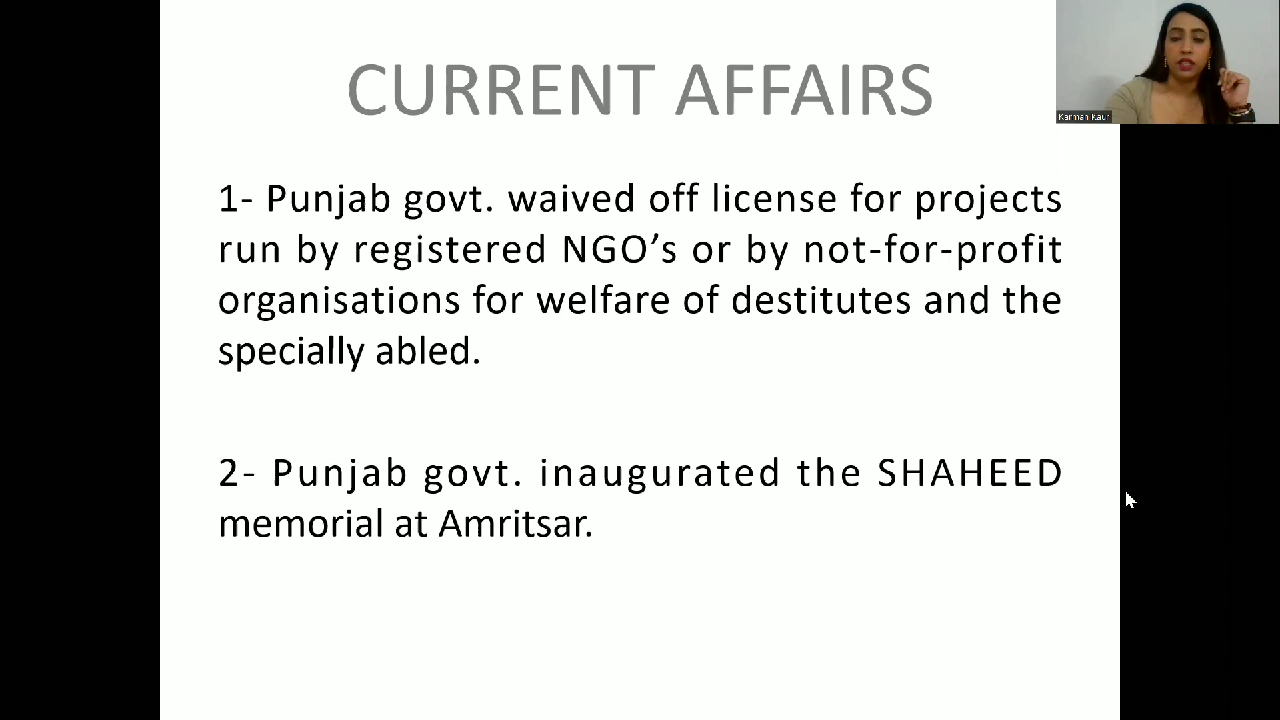 CURRENT AFFAIRS
Karman Kaur
1- Punjab govt. waived off license for projects
run by registered NGO’s or by not-for-profit
organisations for welfare of destitutes and the
specially abled.
2- Punjab govt. inaugurated the SHAHEED
memorial at Amritsar.